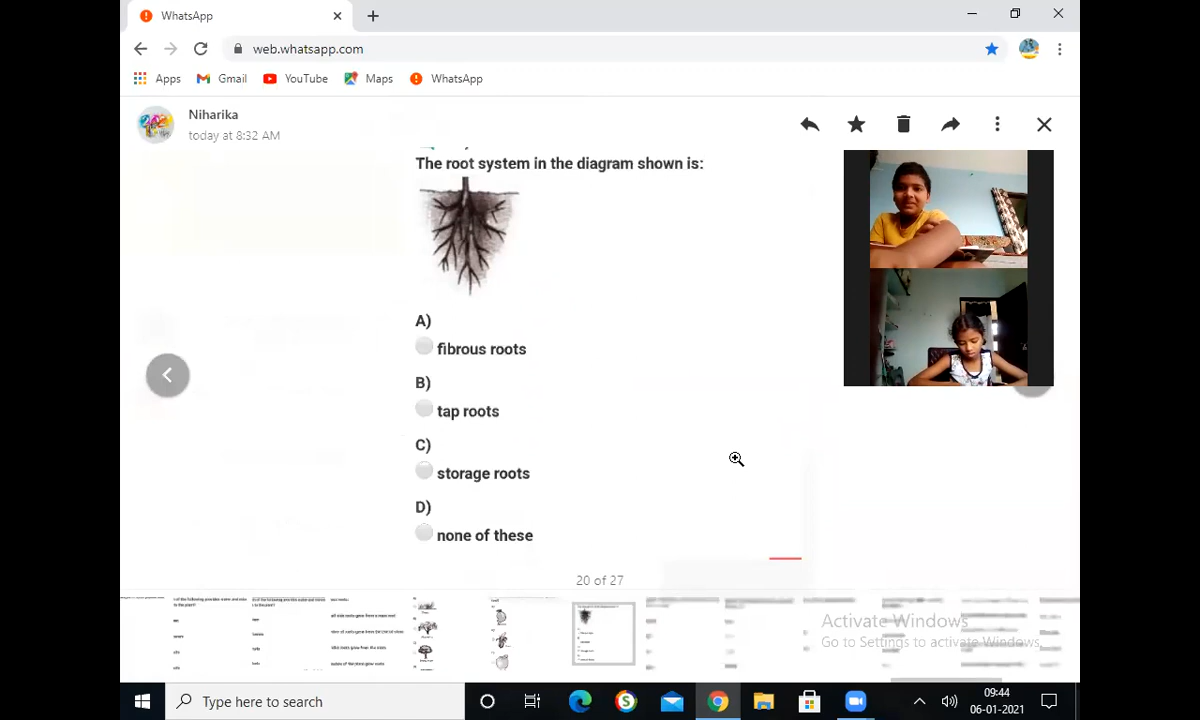 WhatsApp
web.whatsapp.com
Apps Gmail YouTube Maps WhatsApp
Niharika
today at 8:32 AM
The root system in the diagram shown is:
A)
fibrous roots
B)
tap roots
C)
storage roots
D)
none of these
20 of 27
Activate Windows
Go to Settings to activate Windows.
Type here to search
09:44
06-01-2021